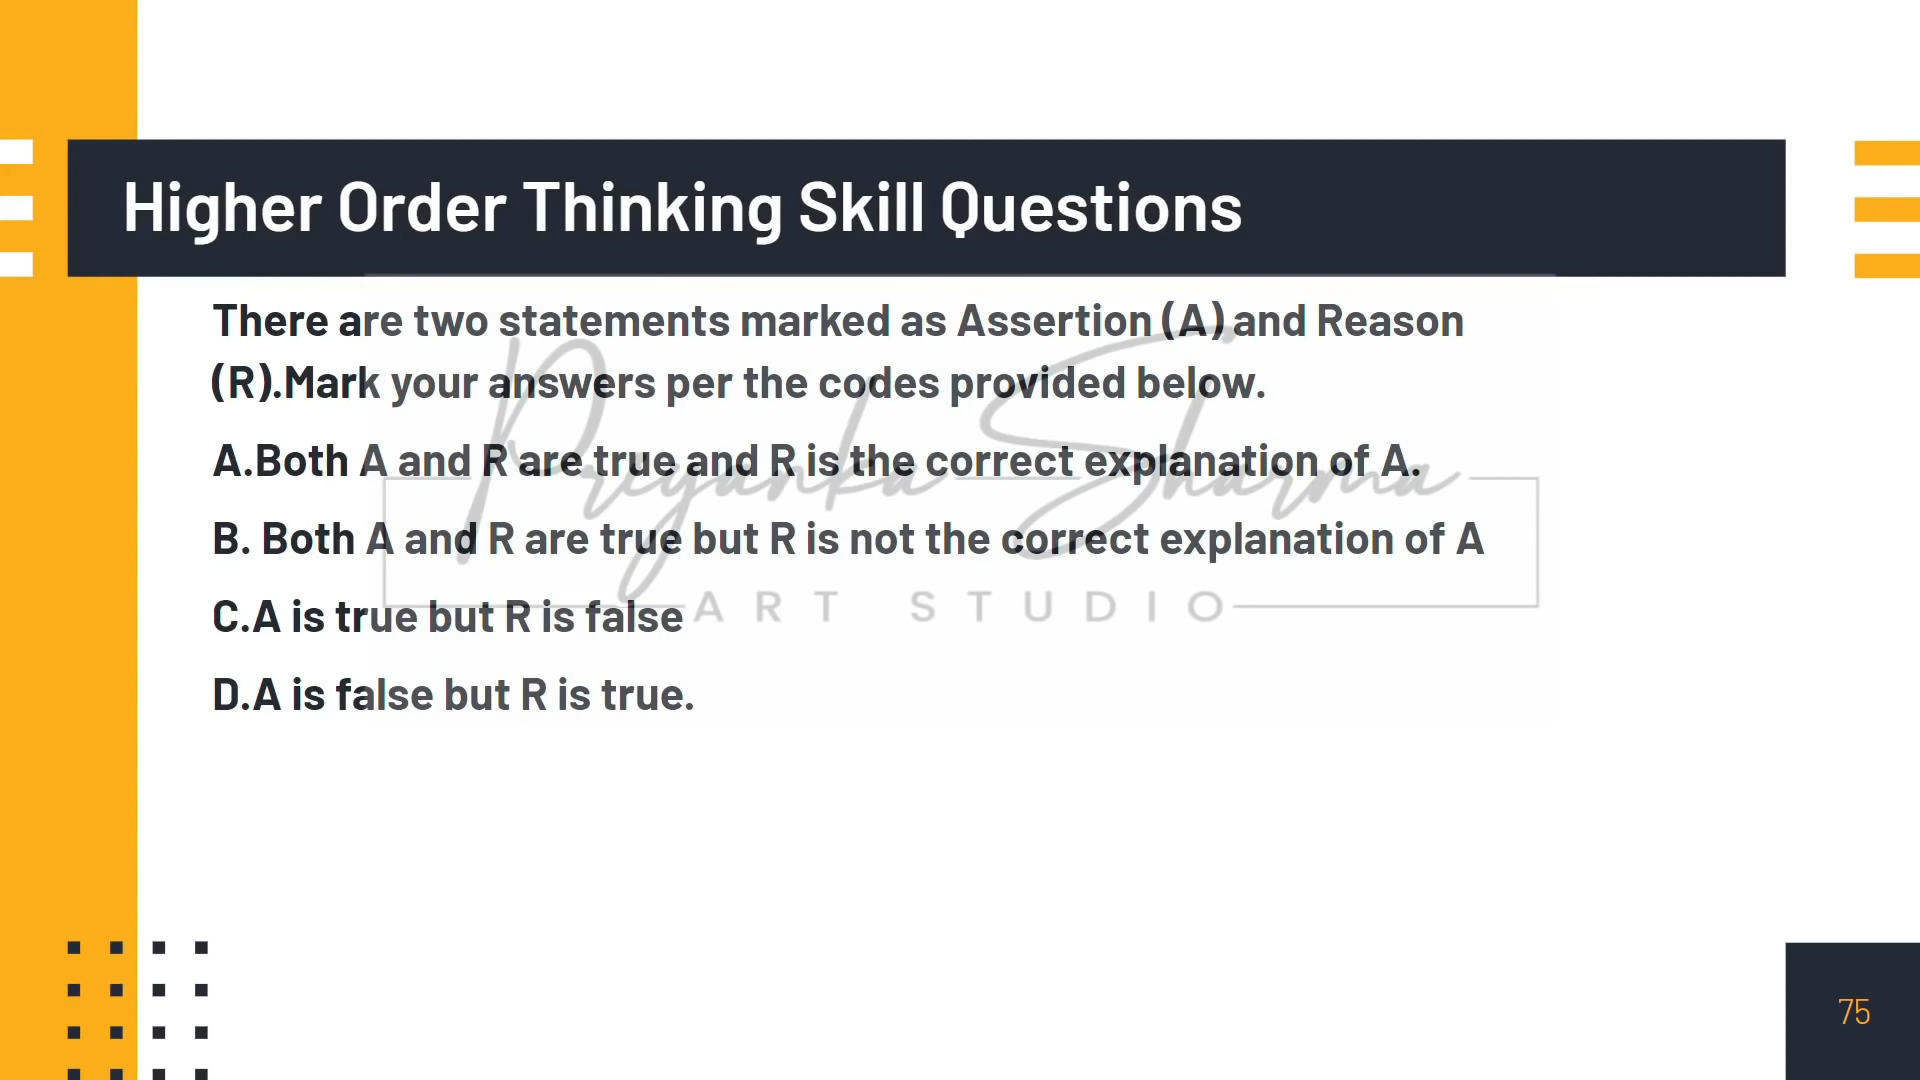 Higher Order Thinking Skill Questions
There are two statements marked as Assertion (A) and Reason
(R).Mark your answers per the codes provided below.
A.Both A and R are true and R is the correct explanation of A.
B. Both A and R are true but R is not the correct explanation of A
C.A is true but R is false
D.A is false but R is true.
Priyanka Sharma
ART STUDIO
75